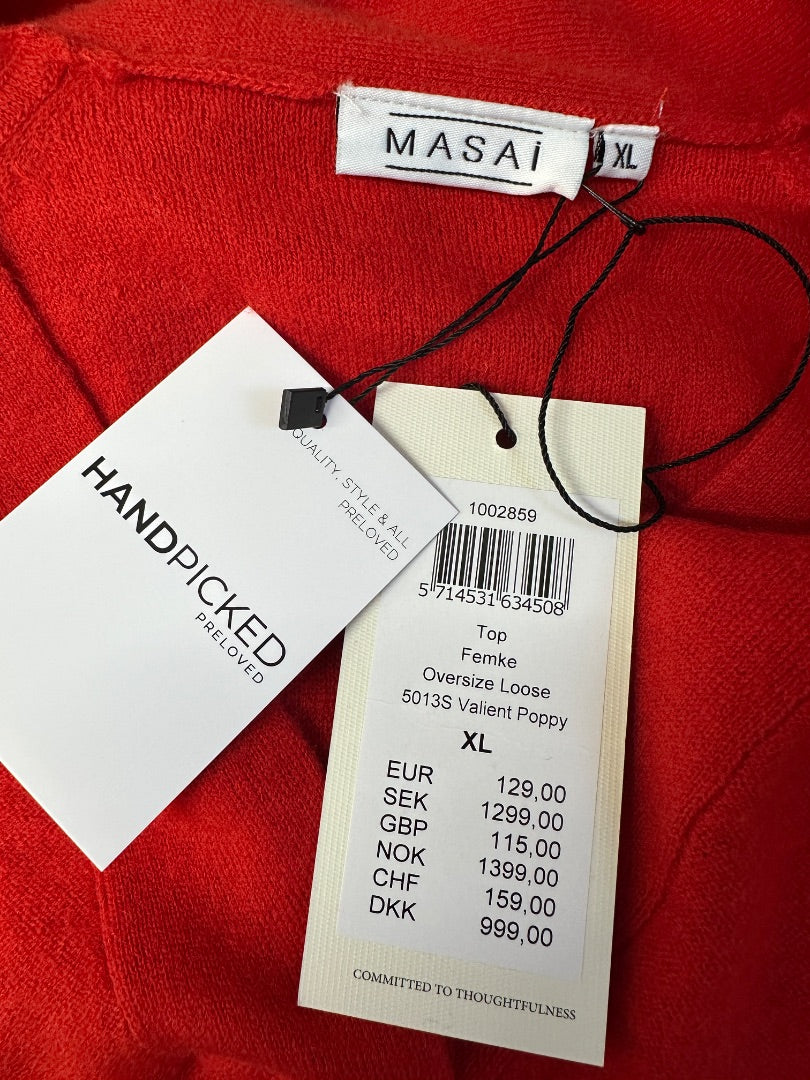 MASAi
XL
QUALITY, STYLE & ALL
PRELOVED
HANDPICKED
PRELOVED
1002859
5 714531 634508
Top
Femke
Oversize Loose
5013S Valient Poppy
XL
EUR 129,00
SEK 1299,00
GBP 115,00
NOK 1399,00
CHF 159,00
DKK 999,00
COMMITTED TO THOUGHTFULNESS